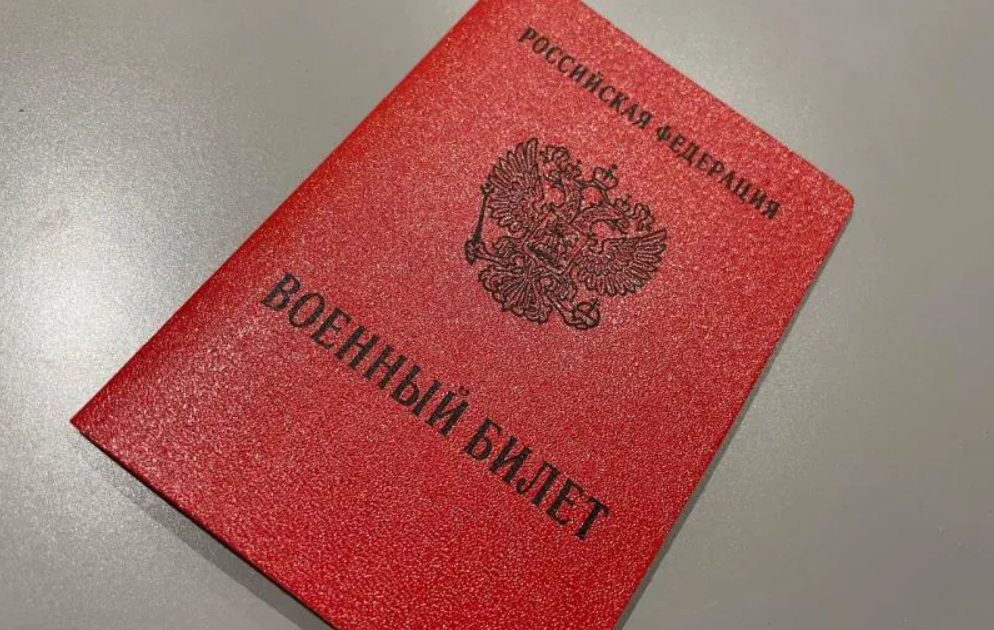 РОССИЙСКАЯ ФЕДЕРАЦИЯ
ВОЕННЫЙ БИЛЕТ